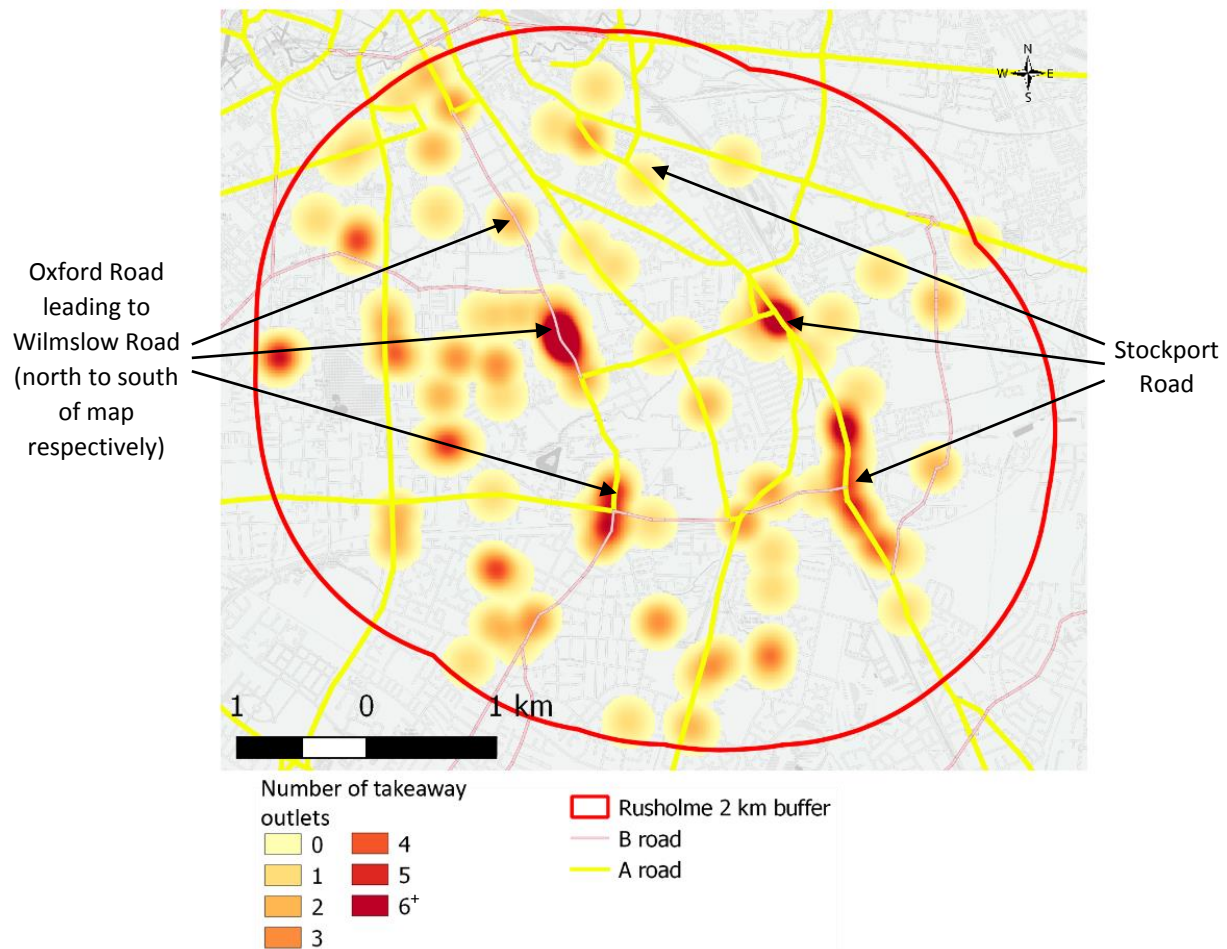 N
W E
S
Oxford Road
leading to
Wilmslow Road
(north to south
of map
respectively)
Stockport
Road
1 0 1 km
Number of takeaway
outlets
0
1
2
3
4
5
6+
Rusholme 2 km buffer
B road
A road